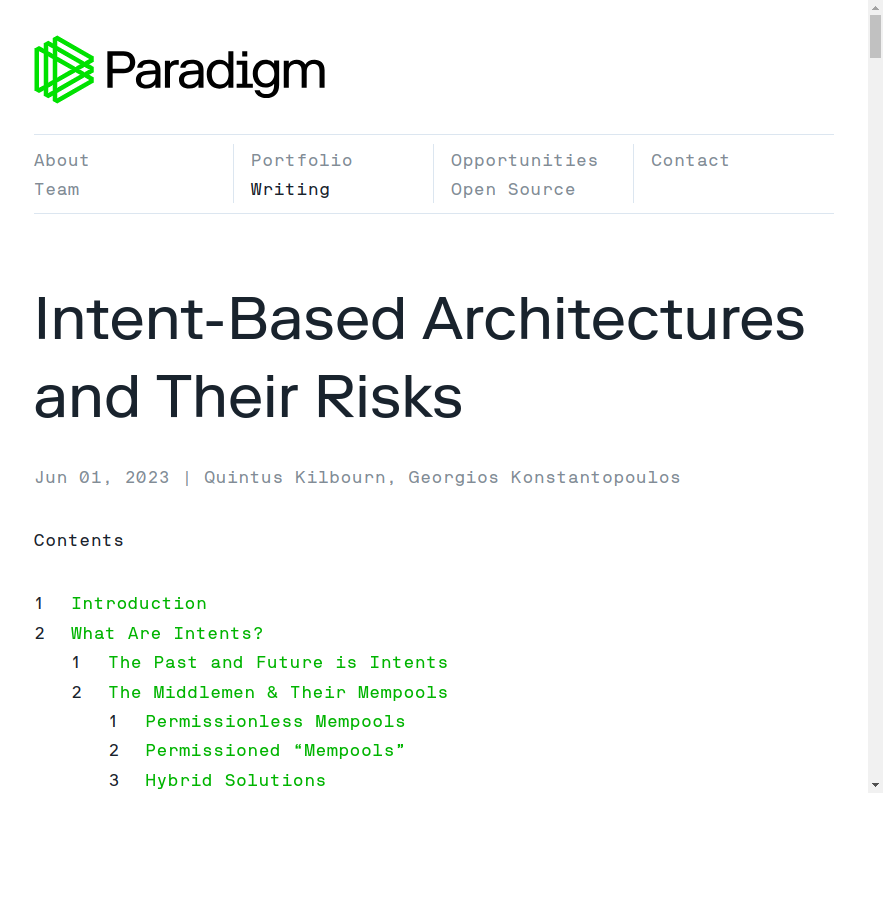 Paradigm
About
Portfolio
Opportunities
Contact
Team
Writing
Open Source
Intent-Based Architectures
and Their Risks
Jun 01, 2023 | Quintus Kilbourn, Georgios Konstantopoulos
Contents
1 Introduction
2 What Are Intents?
1 The Past and Future is Intents
2 The Middlemen & Their Mempools
1 Permissionless Mempools
2 Permissioned “Mempools”
3 Hybrid Solutions